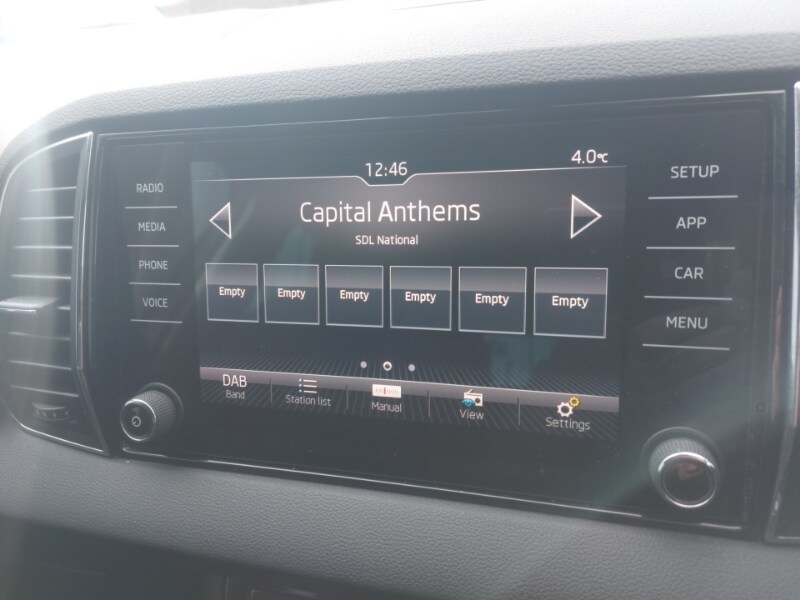 12:46
4.0°C
RADIO
MEDIA
PHONE
VOICE
Capital Anthems
SDL National
Empty Empty Empty Empty Empty Empty
DAB
Band
Station list
Manual
View
Settings
SETUP
APP
CAR
MENU